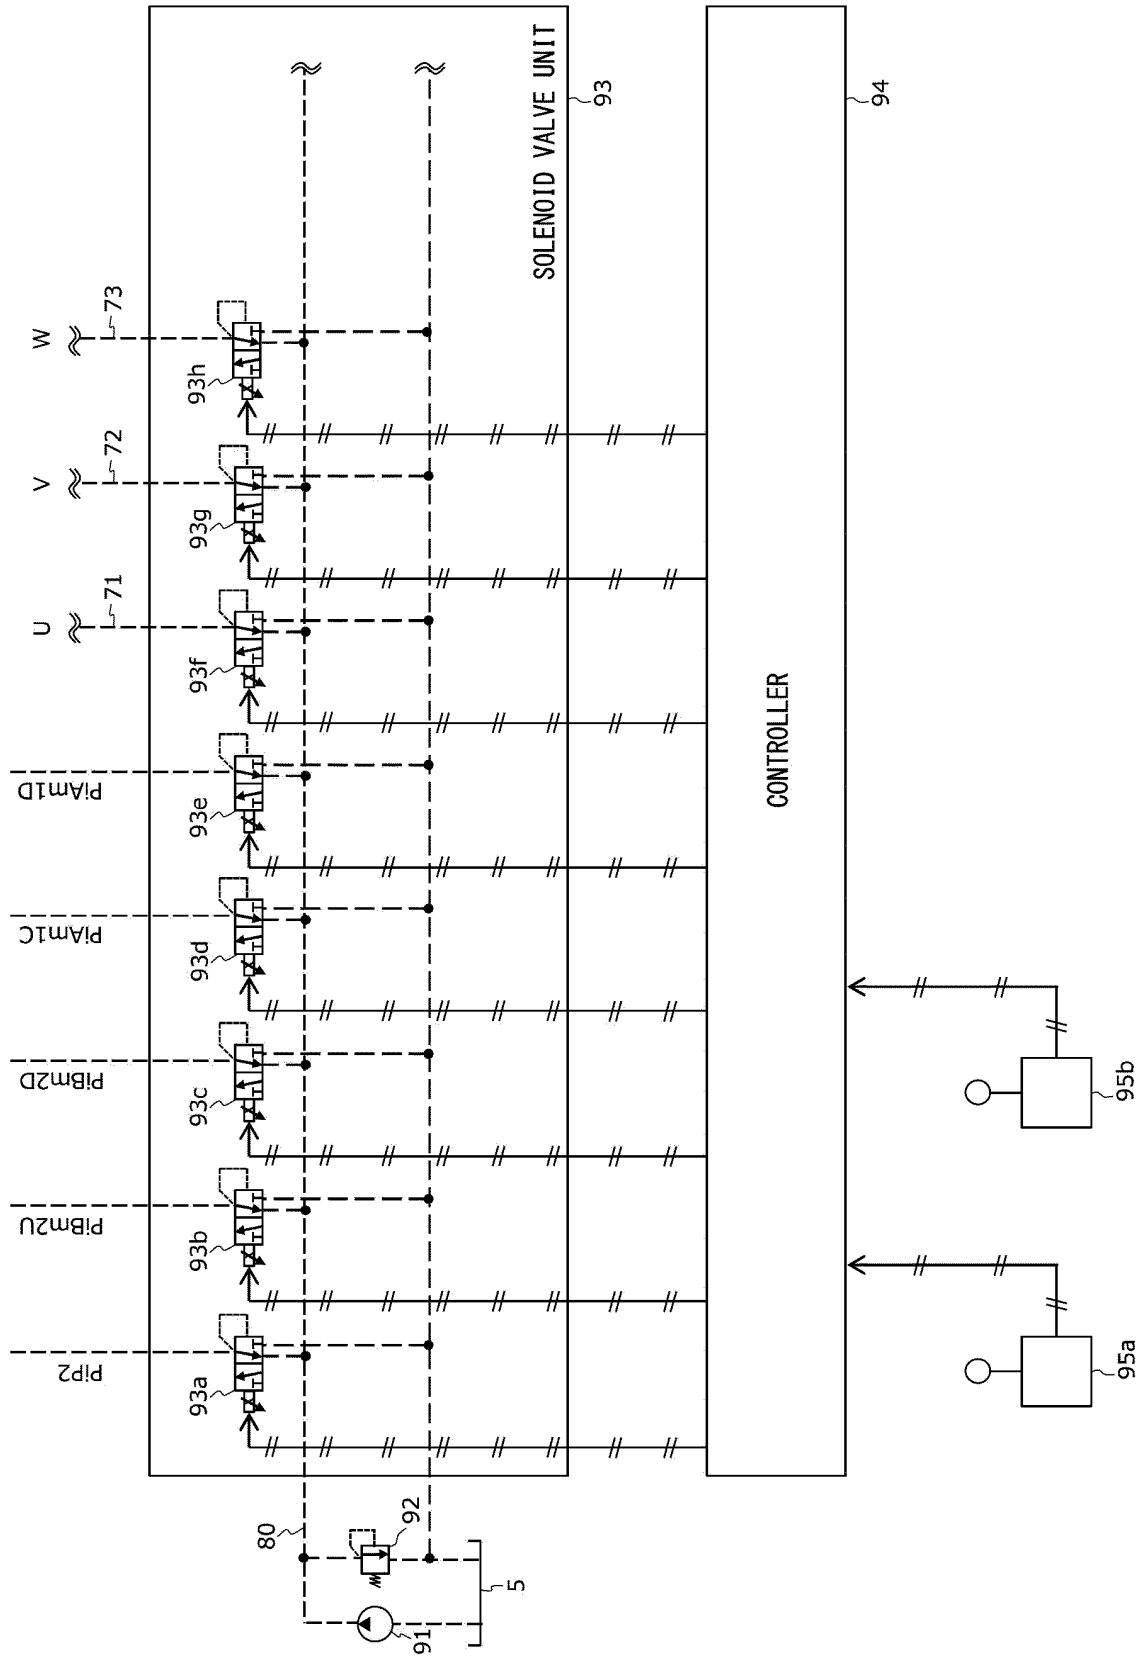 PiP2
PiBm2U
PiBm2D
PiAm1C
PiAm1D
U
V
W
71
72
73
93a
93b
93c
93d
93e
93f
93g
93h
80
92
91
5
SOLENOID VALVE UNIT
93
CONTROLLER
94
95a
95b